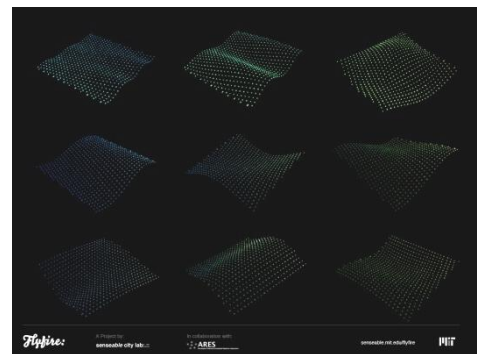 Flyfire:
A Project by:
senseable city lab:.::
In collaboration with:
ARES
senseable.mit.edu/flyfire
MIT